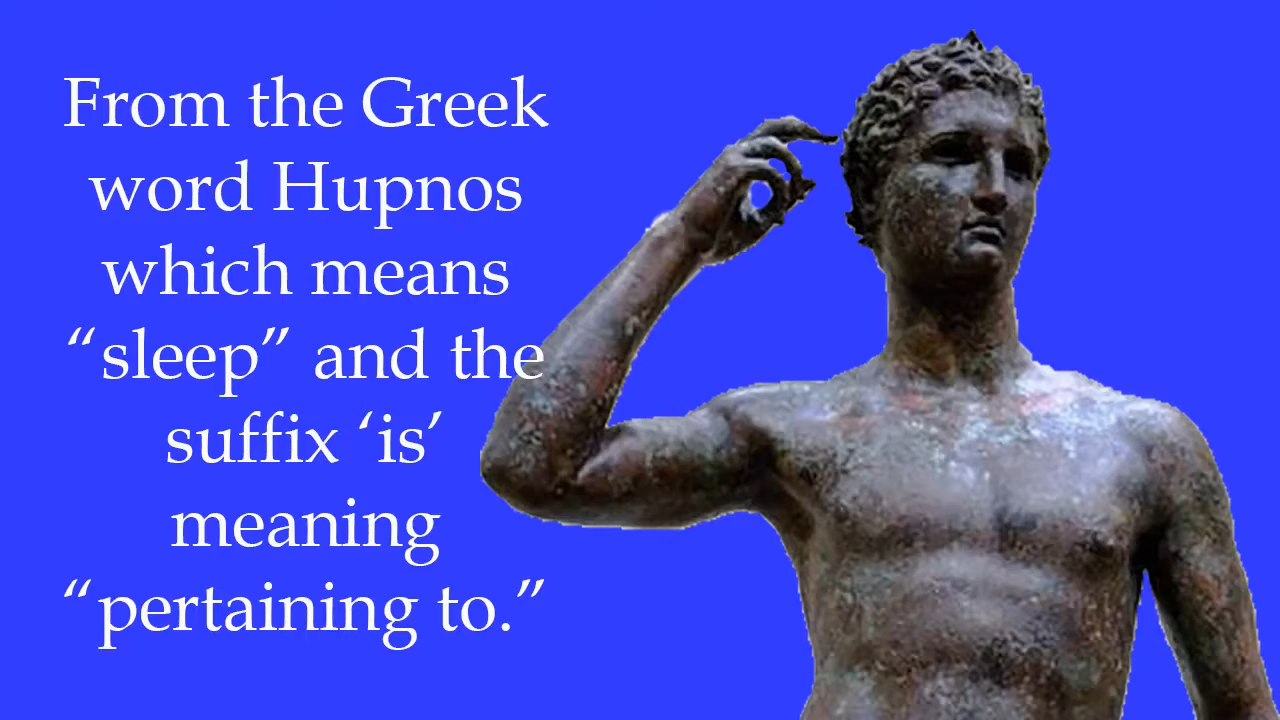 From the Greek
word Hupnos
which means
“sleep” and the
suffix ‘is’
meaning
“pertaining to.”